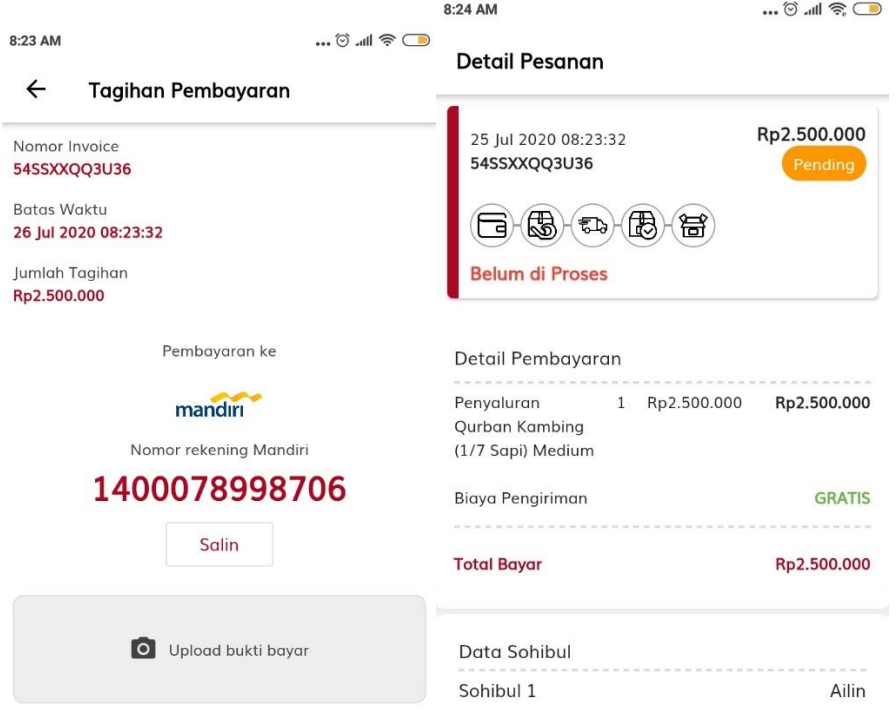 8:23 AM
Tagihan Pembayaran
Nomor Invoice
54SSXXQQ3U36
Batas Waktu
26 Jul 2020 08:23:32
Jumlah Tagihan
Rp2.500.000
Pembayaran ke
mandırı
Nomor rekening Mandiri
1400078998706
Salin
Upload bukti bayar
8:24 AM
Detail Pesanan
25 Jul 2020 08:23:32 Rp2.500.000
54SSXXQQ3U36 Pending
Belum di Proses
Detail Pembayaran
Penyaluran 1 Rp2.500.000 Rp2.500.000
Qurban Kambing
(1/7 Sapi) Medium
Biaya Pengiriman GRATIS
Total Bayar Rp2.500.000
Data Sohibul
Sohibul 1 Ailin